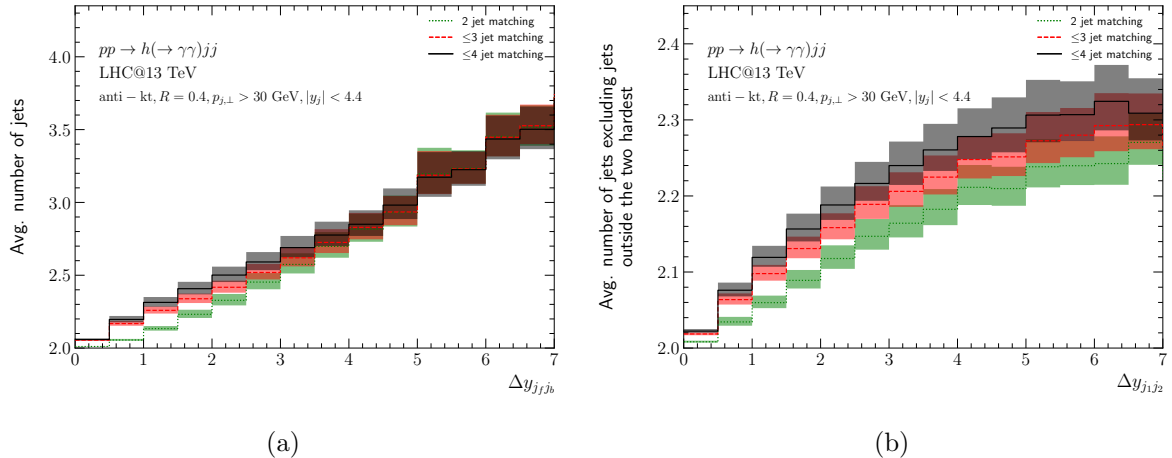 2 jet matching
≤3 jet matching
≤4 jet matching
pp → h(→ γγ)jj
LHC@13 TeV
anti − kt, R = 0.4, p_{j,⊥} > 30 GeV, |y_j| < 4.4
Avg. number of jets
4.0
3.5
3.0
2.5
2.0
0 1 2 3 4 5 6 7
Δy_{j_f j_b}
(a)
2 jet matching
≤3 jet matching
≤4 jet matching
pp → h(→ γγ)jj
LHC@13 TeV
anti − kt, R = 0.4, p_{j,⊥} > 30 GeV, |y_j| < 4.4
Avg. number of jets excluding jets
outside the two hardest
2.4
2.3
2.2
2.1
2.0
0 1 2 3 4 5 6 7
Δy_{j_1 j_2}
(b)